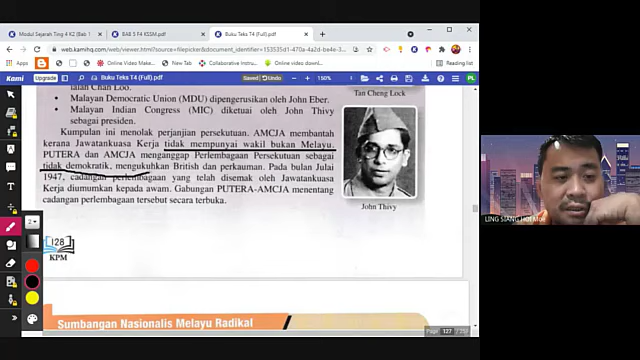 Modul Sejarah Ting 4 K2 (Bab 1
BAB 5 F4 KSSM.pdf
Buku Teks T4 (Full).pdf
web.kamihq.com/web/viewer.html?source=filepicker&document_identifier=153535d1-470a-4a2d-be4e-3...
Apps
Blogger
Download video tw...
Collaborative Instru...
Online video downl...
Reading list
Kami
Buku Teks T4 (Full).pdf
Saved
Undo
150%
ialah Chan Loo.
Tan Cheng Lock
• Malayan Democratic Union (MDU) dipengerusikan oleh John Eber.
• Malayan Indian Congress (MIC) diketuai oleh John Thivy
sebagai presiden.
Kumpulan ini menolak perjanjian persekutuan. AMCJA membantah
kerana Jawatankuasa Kerja tidak mempunyai wakil bukan Melayu.
PUTERA dan AMCJA menganggap Perlembagaan Persekutuan sebagai
tidak demokratik, mengukuhkan British dan perkauman. Pada bulan Julai
1947, cadangan perlembagaan yang telah disemak oleh Jawatankuasa
Kerja diumumkan kepada awam. Gabungan PUTERA-AMCJA menentang
cadangan perlembagaan tersebut secara terbuka.
John Thivy
128
KPM
Sumbangan Nasionalis Melayu Radikal
127
LING SIANG HOI Moe